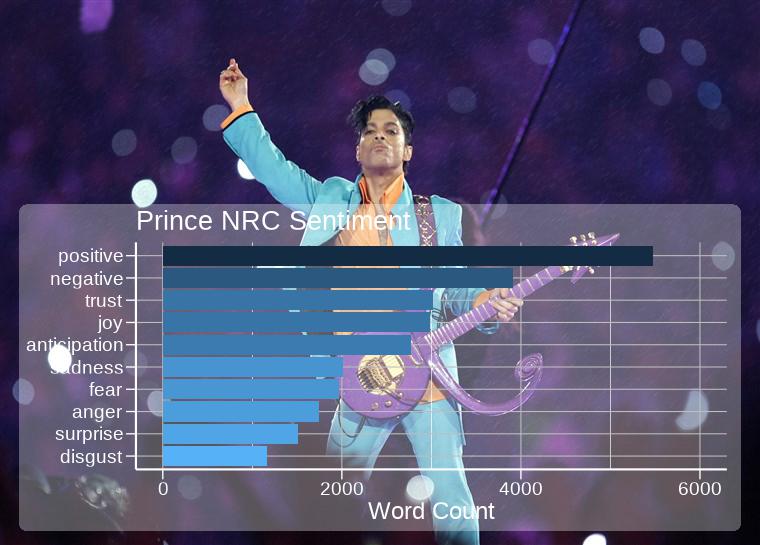 Prince NRC Sentiment
positive
negative
trust
joy
anticipation
sadness
fear
anger
surprise
disgust
0 2000 4000 6000
Word Count